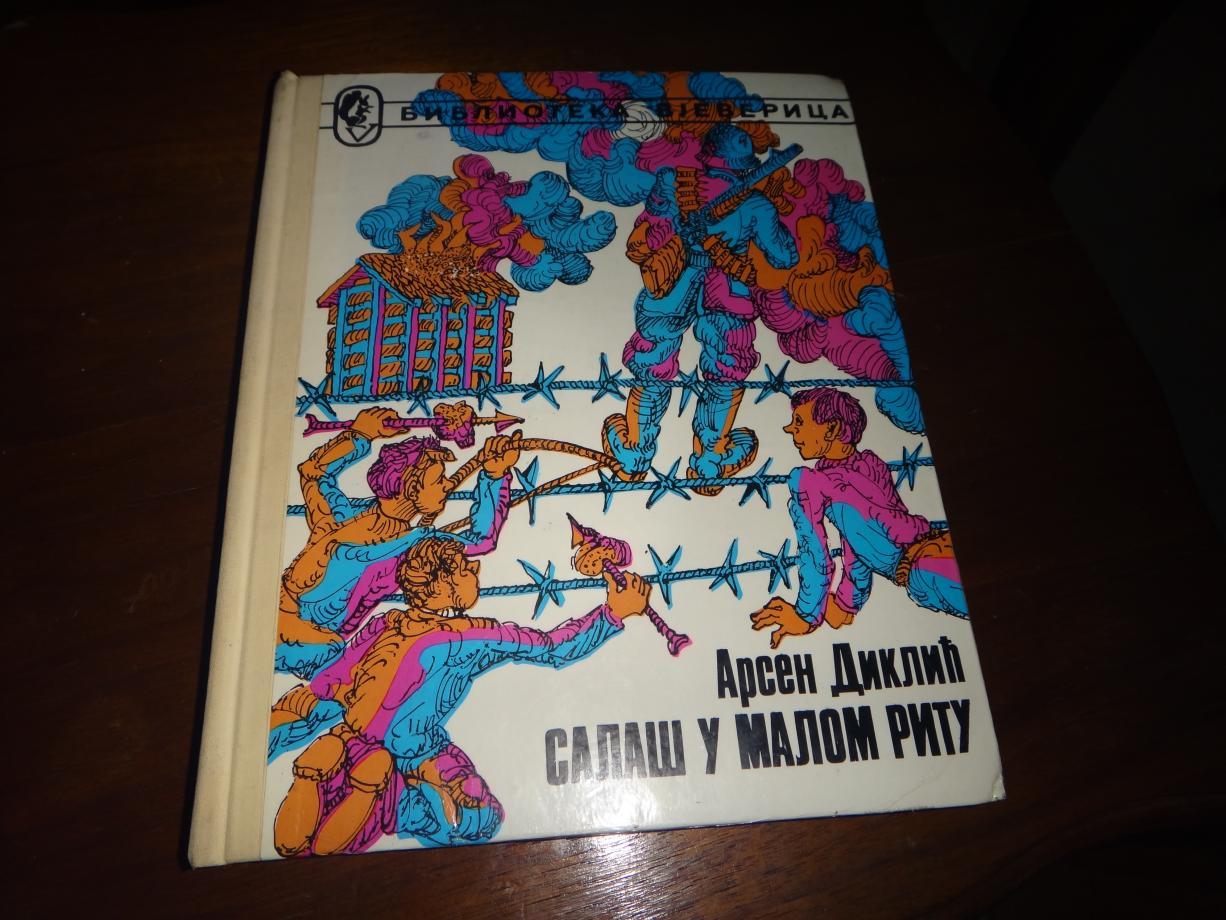 БИБЛИОТЕКА ВЈЕВЕРИЦА
Арсен Диклић
САЛАШ У МАЛОМ РИТУ